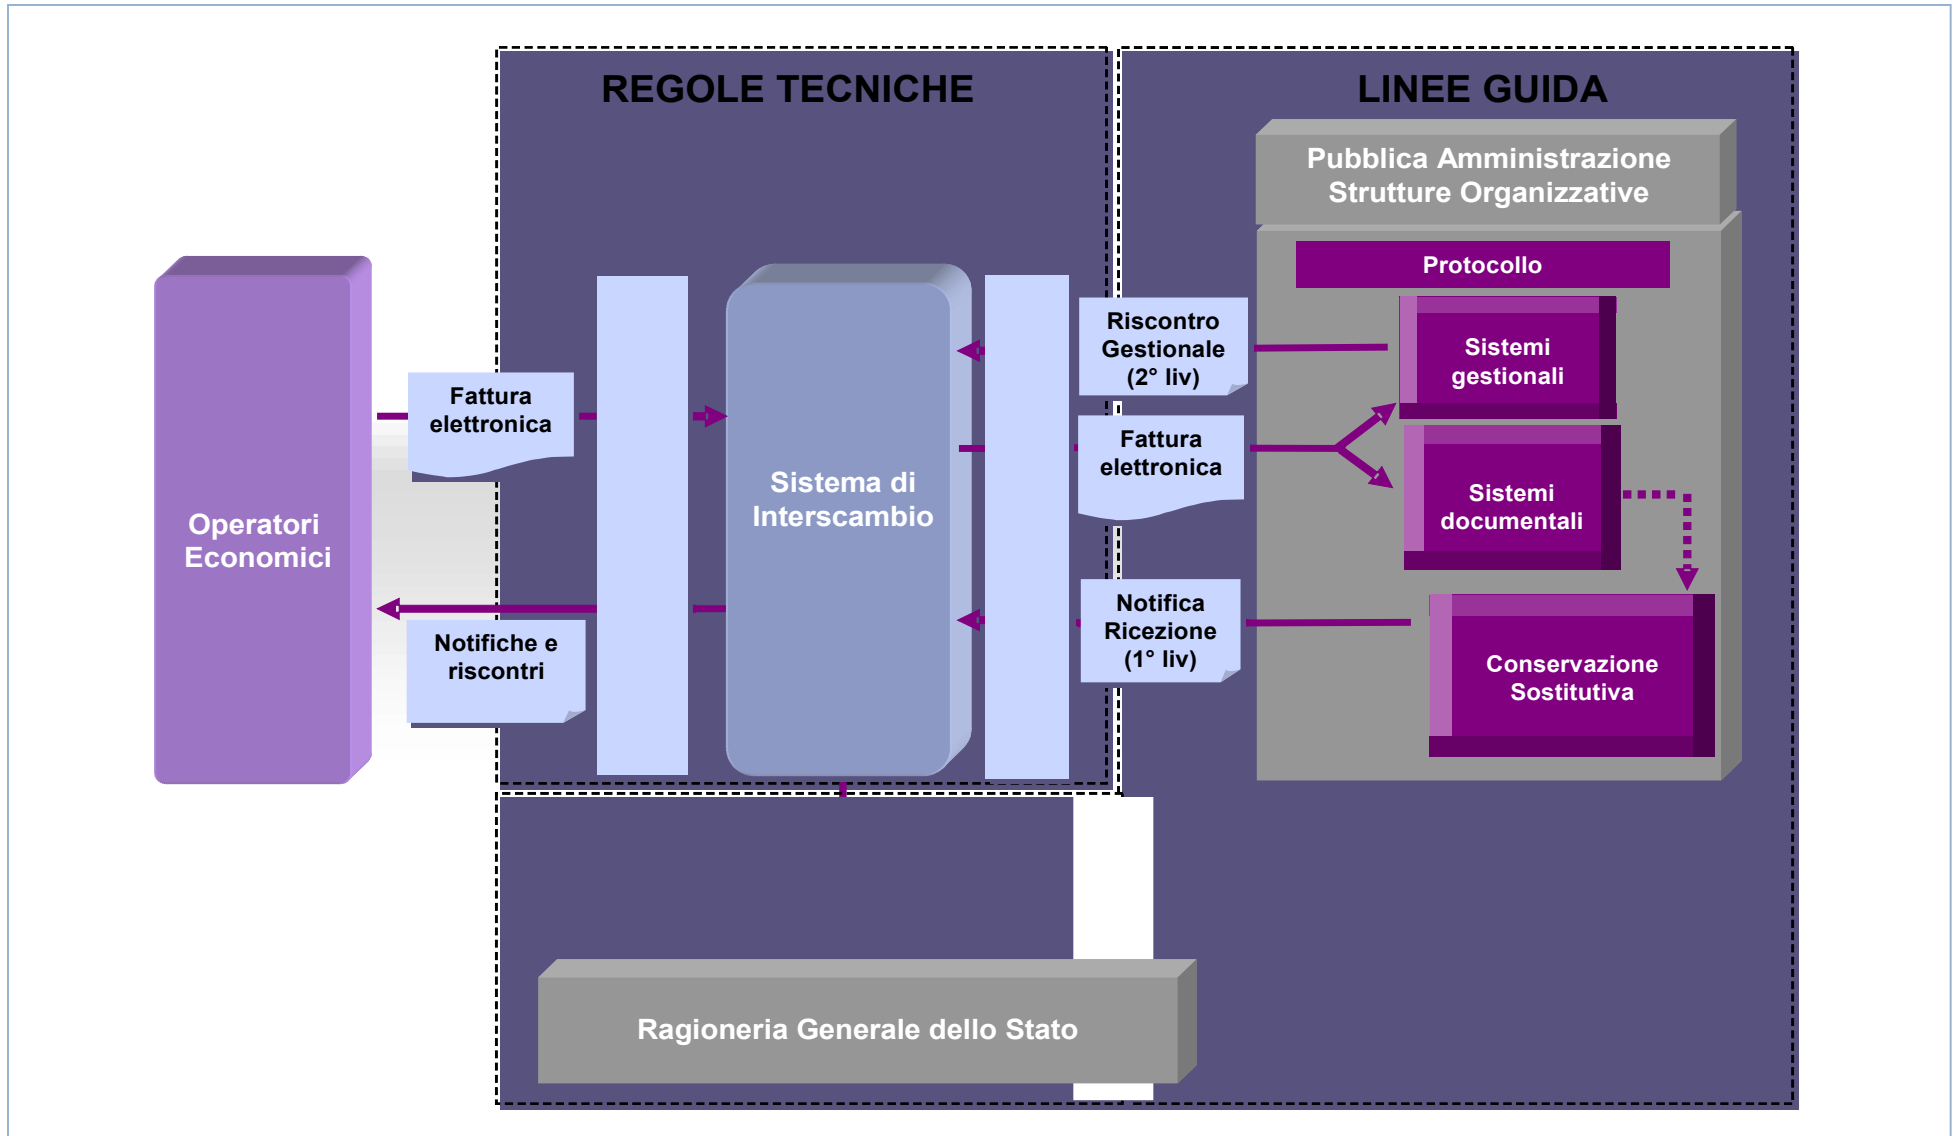 REGOLE TECNICHE
LINEE GUIDA
Pubblica Amministrazione
Strutture Organizzative
Protocollo
Riscontro
Gestionale
(2° liv)
Sistemi
gestionali
Fattura
elettronica
Fattura
elettronica
Sistema di
Interscambio
Sistemi
documentali
Operatori
Economici
Notifiche e
riscontri
Notifica
Ricezione
(1° liv)
Conservazione
Sostitutiva
Ragioneria Generale dello Stato